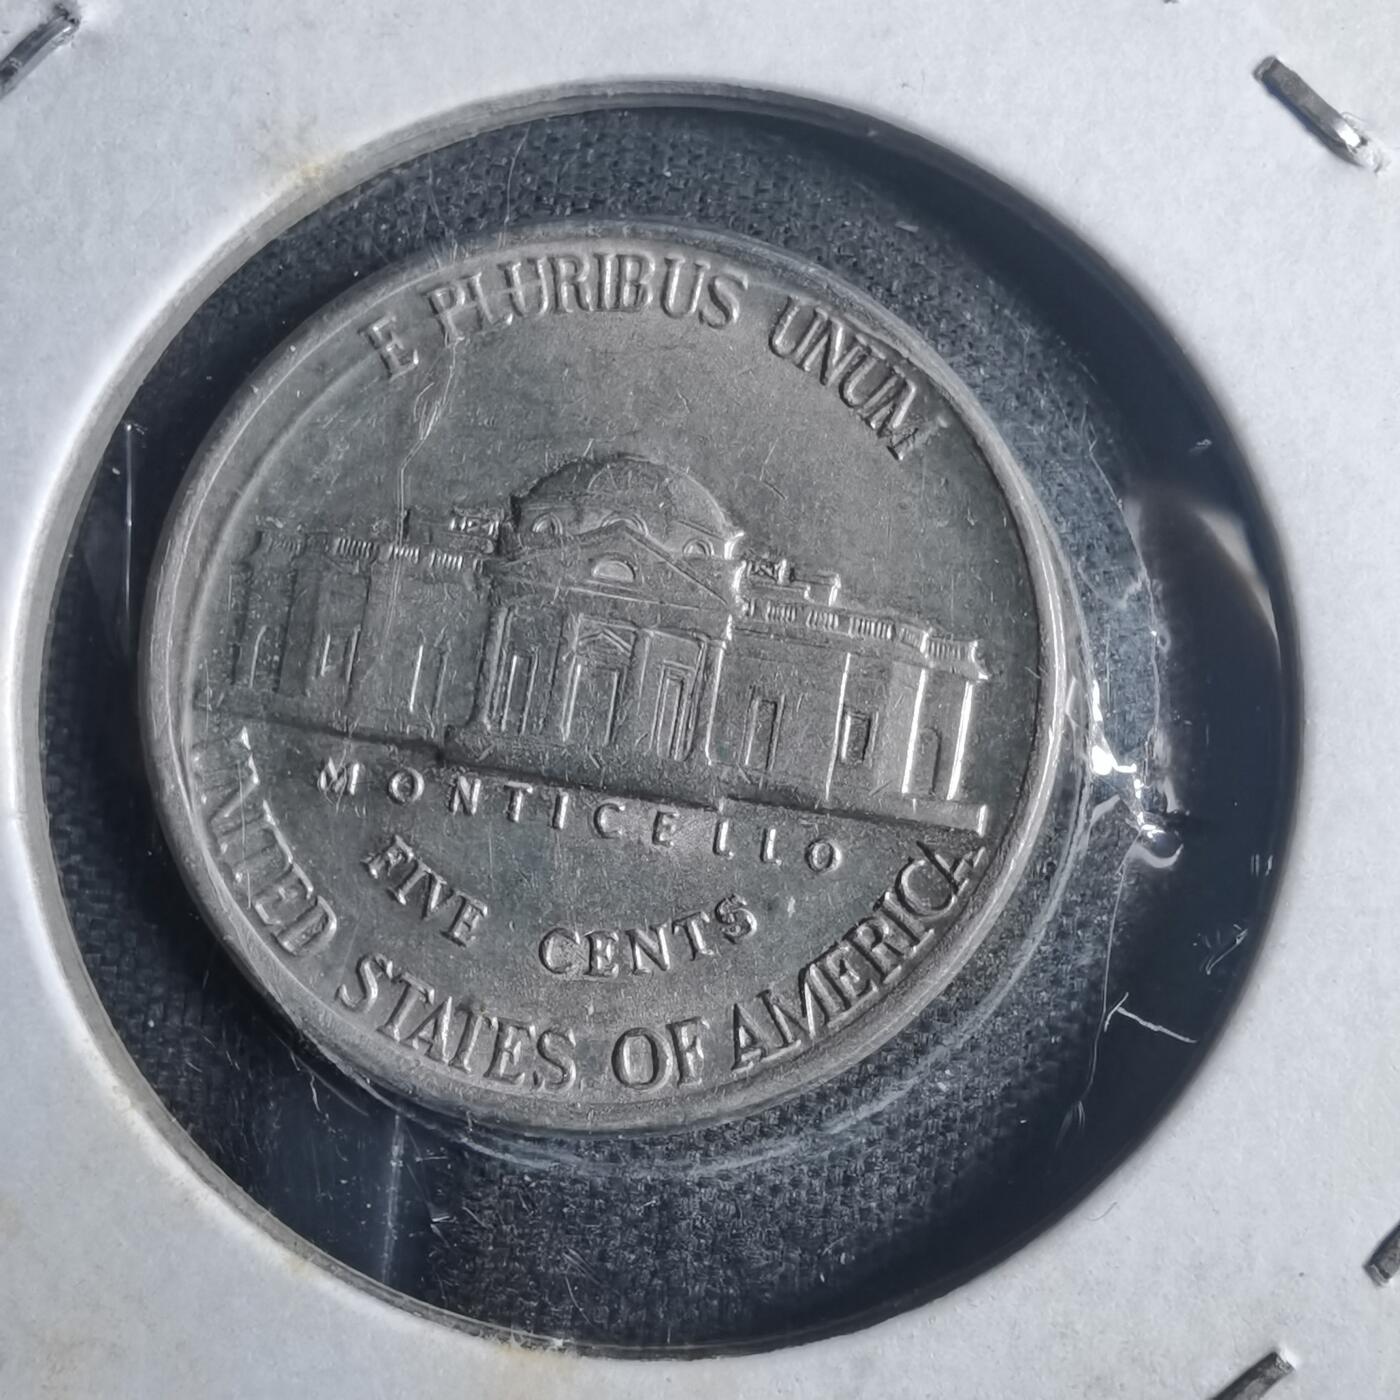 E PLURIBUS UNUM
MONTICELLO
FIVE CENTS
UNITED STATES OF AMERICA